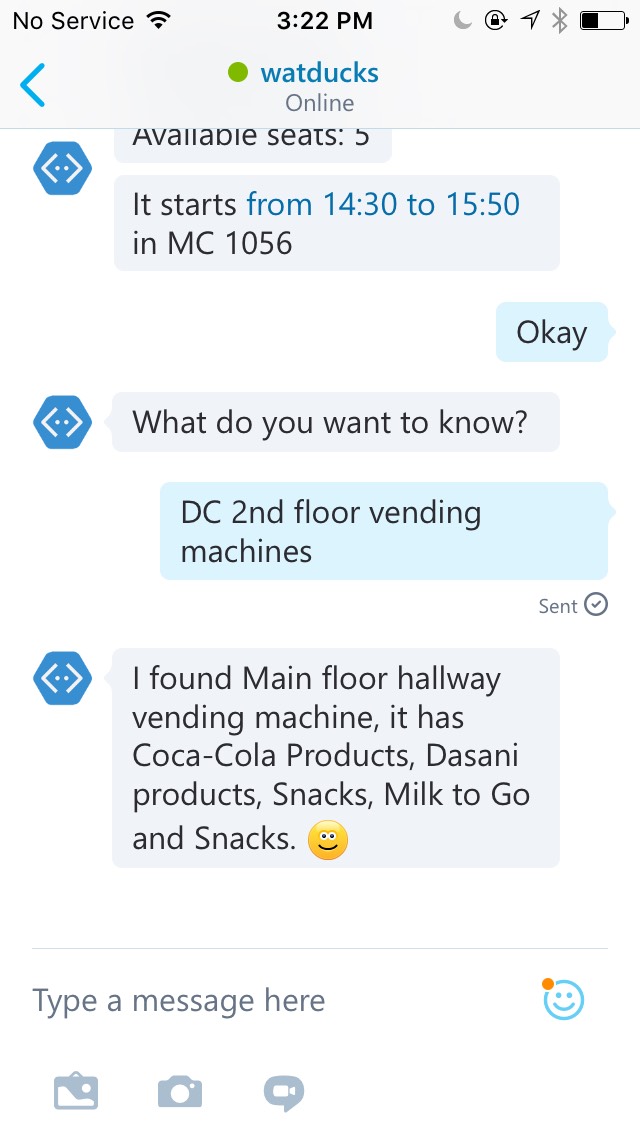 No Service 3:22 PM
watducks
Online
Available seats: 5
It starts from 14:30 to 15:50
in MC 1056
Okay
What do you want to know?
DC 2nd floor vending
machines
Sent
I found Main floor hallway
vending machine, it has
Coca-Cola Products, Dasani
products, Snacks, Milk to Go
and Snacks.
Type a message here